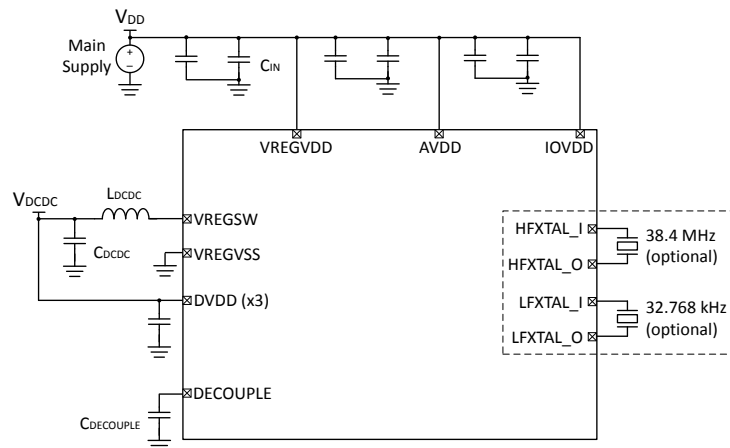 VDD
Main
Supply
+
–
CIN
VREGVDD
AVDD
IOVDD
VDCDC
LDCDC
VREGSW
CDCDC
VREGVSS
DVDD (x3)
DECOUPLE
CDECOUPLE
HFXTAL_I
HFXTAL_O
38.4 MHz
(optional)
LFXTAL_I
LFXTAL_O
32.768 kHz
(optional)